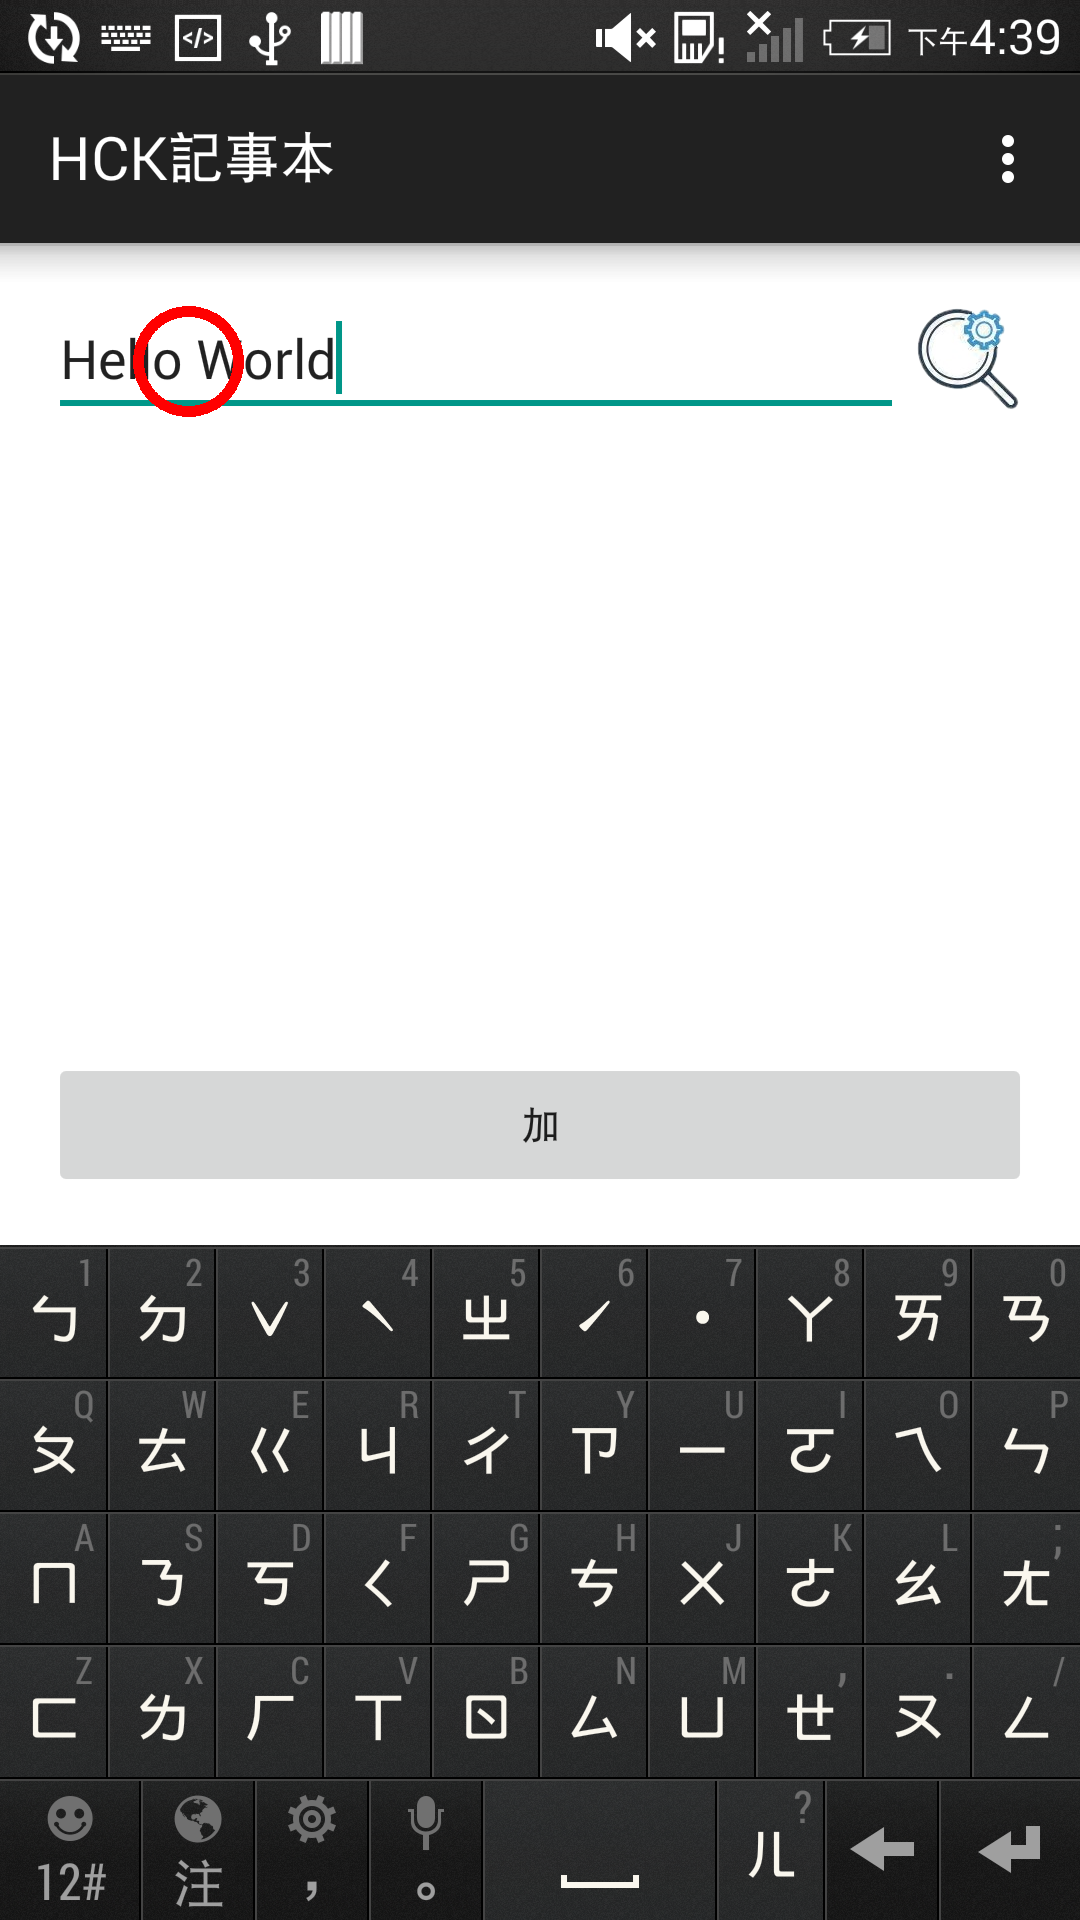 下午4:39
HCK記事本
Hello World
加
1 2 3 4 5 6 7 8 9 0
ㄅ ㄉ ˇ ˋ ㄓ ˊ ˙ ㄚ ㄞ ㄢ
Q W E R T Y U I O P
ㄆ ㄊ ㄍ ㄐ ㄔ ㄗ ㄧ ㄛ ㄟ ㄣ
A S D F G H J K L ;
ㄇ ㄋ ㄎ ㄑ ㄕ ㄘ ㄨ ㄜ ㄠ ㄤ
Z X C V B N M , . /
ㄈ ㄌ ㄏ ㄒ ㄖ ㄙ ㄩ ㄝ ㄡ ㄥ
?
12# 注 , 。 ㄦ